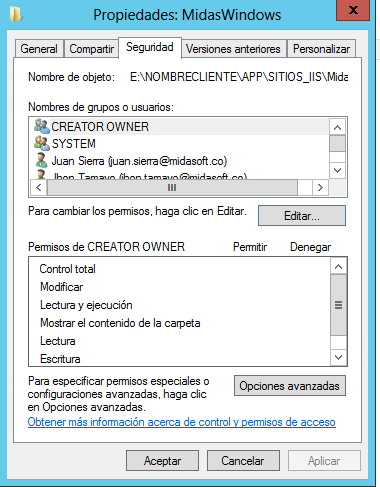 Propiedades: MidasWindows
x
General Compartir Seguridad Versiones anteriores Personalizar
Nombre de objeto: E:\NOMBRECLIENTE\APP\SITIOS_IIS\Mida
Nombres de grupos o usuarios:
CREATOR OWNER
SYSTEM
Juan Sierra (juan.sierra@midasoft.co)
Jhon Tamayo (jhon.tamayo@midasoft.co)
Para cambiar los permisos, haga clic en Editar.
Editar...
Permisos de CREATOR OWNER Permitir Denegar
Control total
Modificar
Lectura y ejecución
Mostrar el contenido de la carpeta
Lectura
Escritura
Para especificar permisos especiales o
configuraciones avanzadas, haga clic
en Opciones avanzadas.
Opciones avanzadas
Obtener más información acerca de control y permisos de acceso
Aceptar Cancelar Aplicar